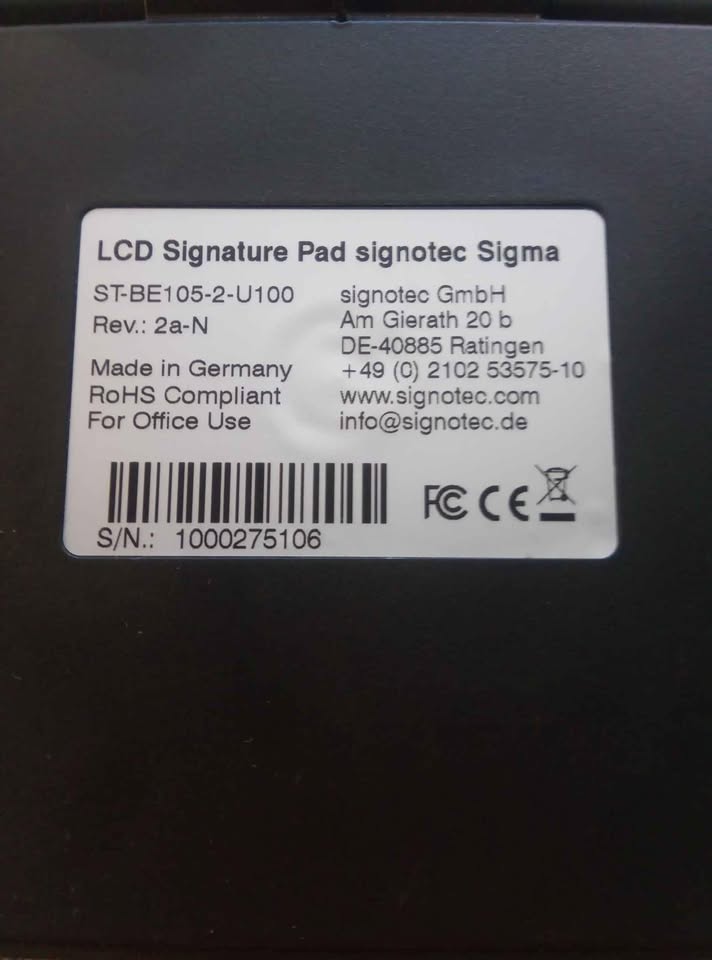 LCD Signature Pad signotec Sigma
ST-BE105-2-U100
Rev.: 2a-N
Made in Germany
RoHS Compliant
For Office Use
signotec GmbH
Am Gierath 20 b
DE-40885 Ratingen
+49 (0) 2102 53575-10
www.signotec.com
info@signotec.de
FC CE
S/N.: 1000275106